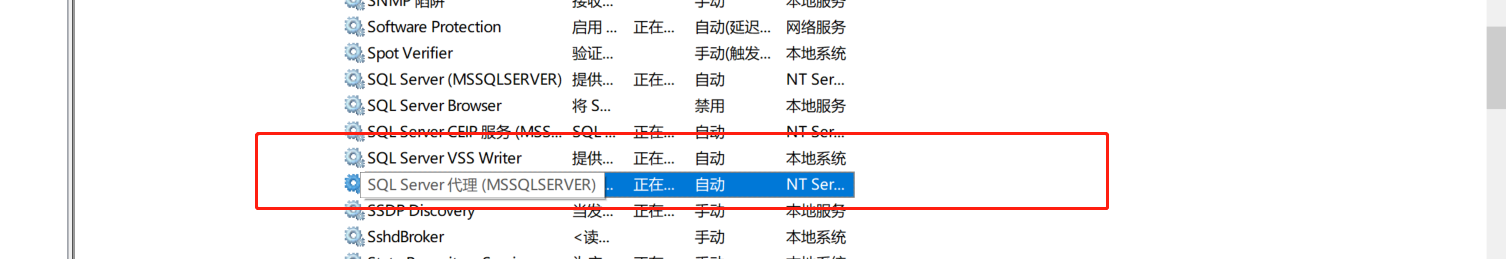 SNMP 陷阱 接收... 手动 本地服务
Software Protection 启用 ... 正在... 自动(延迟... 网络服务
Spot Verifier 验证... 手动(触发... 本地系统
SQL Server (MSSQLSERVER) 提供... 正在... 自动 NT Ser...
SQL Server Browser 将 S... 禁用 本地服务
SQL Server CEIP 服务 (MSS... SQL ... 正在... 自动 NT Ser...
SQL Server VSS Writer 提供... 正在... 自动 本地系统
SQL Server 代理 (MSSQLSERVER) ... 正在... 自动 NT Ser...
SSDP Discovery 当发... 正在... 手动 本地服务
SshdBroker <读... 手动 本地系统